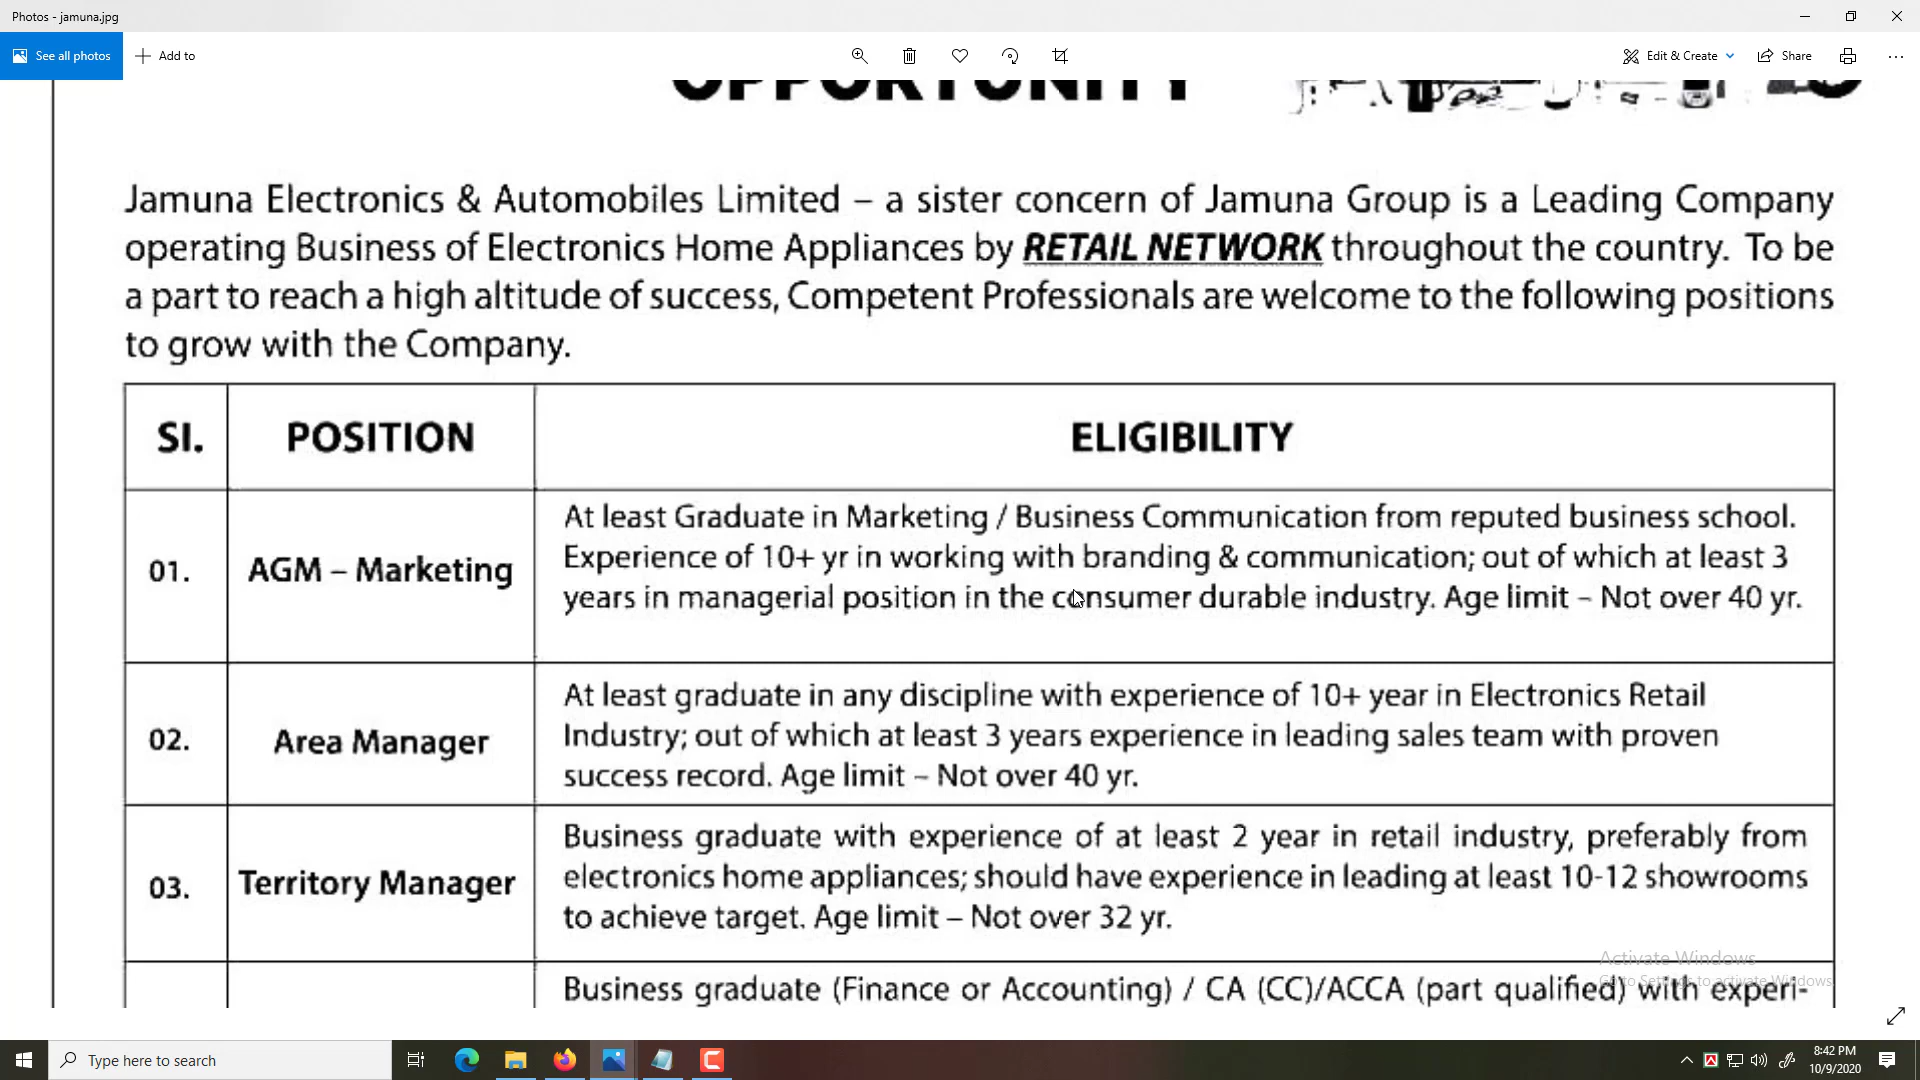 Photos - jamuna.jpg
See all photos
Add to
Edit & Create
Share
OPPORTUNITY
Jamuna Electronics & Automobiles Limited – a sister concern of Jamuna Group is a Leading Company
operating Business of Electronics Home Appliances by RETAIL NETWORK throughout the country. To be
a part to reach a high altitude of success, Competent Professionals are welcome to the following positions
to grow with the Company.
SI. POSITION ELIGIBILITY
01. AGM – Marketing
At least Graduate in Marketing / Business Communication from reputed business school.
Experience of 10+ yr in working with branding & communication; out of which at least 3
years in managerial position in the consumer durable industry. Age limit – Not over 40 yr.
02. Area Manager
At least graduate in any discipline with experience of 10+ year in Electronics Retail
Industry; out of which at least 3 years experience in leading sales team with proven
success record. Age limit – Not over 40 yr.
03. Territory Manager
Business graduate with experience of at least 2 year in retail industry, preferably from
electronics home appliances; should have experience in leading at least 10-12 showrooms
to achieve target. Age limit – Not over 32 yr.
Business graduate (Finance or Accounting) / CA (CC)/ACCA (part qualified) with experi-
Activate Windows
Go to Settings to activate Windows.
Type here to search
8:42 PM
10/9/2020